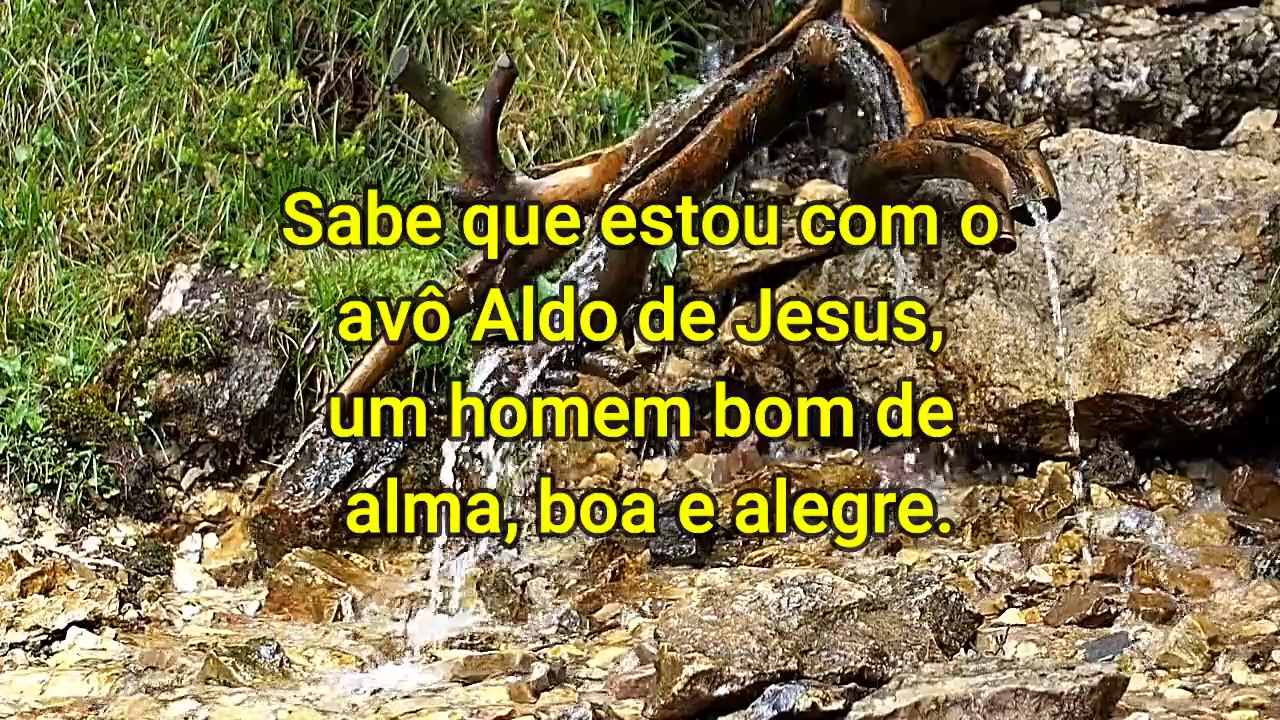 Sabe que estou com o
avô Aldo de Jesus,
um homem bom de
alma, boa e alegre.